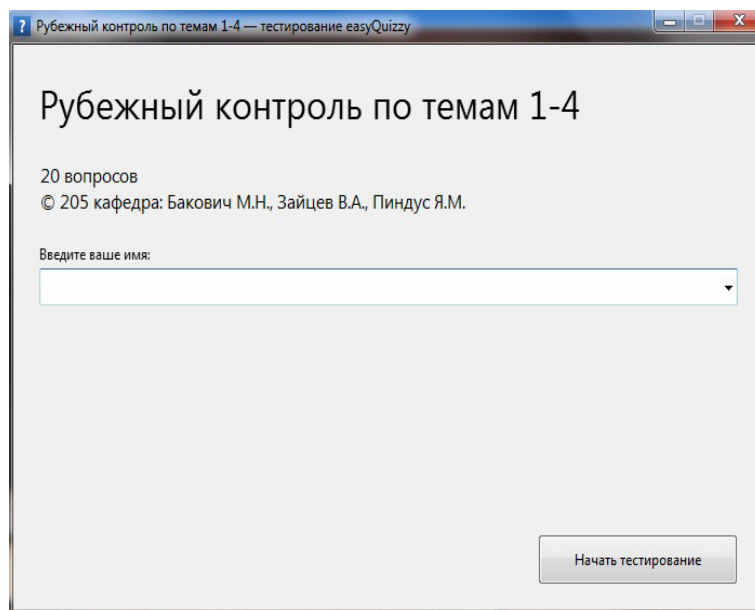 Рубежный контроль по темам 1-4 — тестирование easyQuizzy
Рубежный контроль по темам 1-4
20 вопросов
© 205 кафедра: Бакович М.Н., Зайцев В.А., Пиндус Я.М.
Введите ваше имя:
Начать тестирование